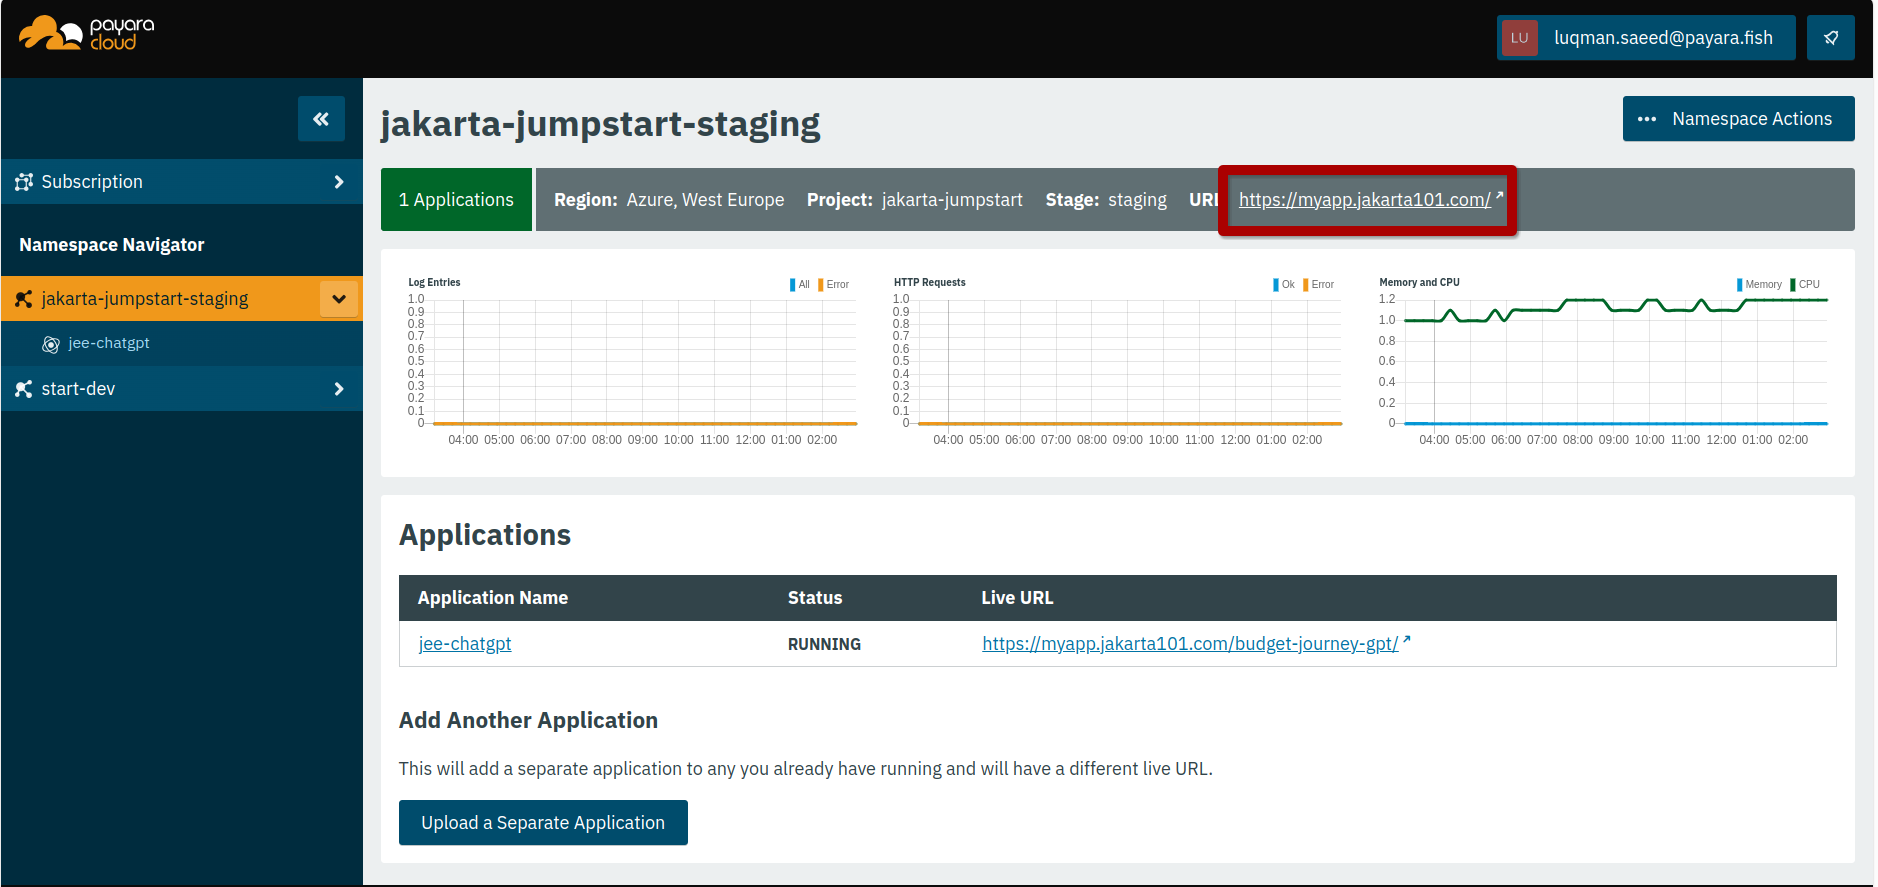 payara
cloud
LU luqman.saeed@payara.fish
jakarta-jumpstart-staging
Namespace Actions
Subscription
Namespace Navigator
jakarta-jumpstart-staging
jee-chatgpt
start-dev
1 Applications Region: Azure, West Europe Project: jakarta-jumpstart Stage: staging https://myapp.jakarta101.com/
Log Entries All Error
1.0
0.9
0.8
0.7
0.6
0.5
0.4
0.3
0.2
0.1
0
04:00 05:00 06:00 07:00 08:00 09:00 10:00 11:00 12:00 01:00 02:00
HTTP Requests Ok Error
1.0
0.9
0.8
0.7
0.6
0.5
0.4
0.3
0.2
0.1
0
04:00 05:00 06:00 07:00 08:00 09:00 10:00 11:00 12:00 01:00 02:00
Memory and CPU Memory CPU
1.2
1.0
0.8
0.6
0.4
0.2
0
04:00 05:00 06:00 07:00 08:00 09:00 10:00 11:00 12:00 01:00 02:00
Applications
Application Name Status Live URL
jee-chatgpt RUNNING https://myapp.jakarta101.com/budget-journey-gpt/
Add Another Application
This will add a separate application to any you already have running and will have a different live URL.
Upload a Separate Application